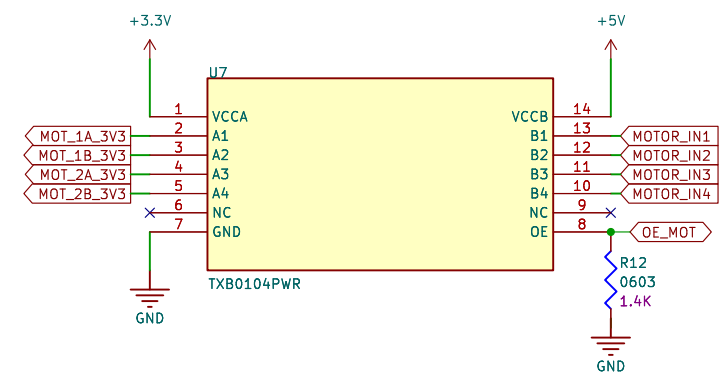 +3.3V
+5V
U7
1 VCCA VCCB 14
MOT_1A_3V3 2 A1 B1 13 MOTOR_IN1
MOT_1B_3V3 3 A2 B2 12 MOTOR_IN2
MOT_2A_3V3 4 A3 B3 11 MOTOR_IN3
MOT_2B_3V3 5 A4 B4 10 MOTOR_IN4
6 NC NC 9
7 GND OE 8 OE_MOT
TXB0104PWR
R12
0603
1.4K
GND
GND